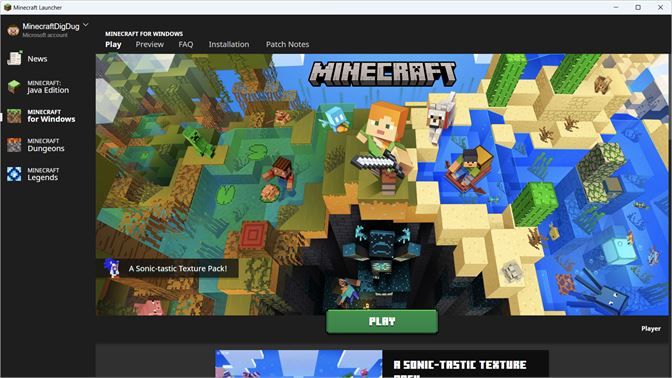 Minecraft Launcher
MinecraftDigDug
Microsoft account
News
MINECRAFT:
Java Edition
MINECRAFT
for Windows
MINECRAFT
Dungeons
MINECRAFT
Legends
MINECRAFT FOR WINDOWS
Play Preview FAQ Installation Patch Notes
MINECRAFT
A Sonic-tastic Texture Pack!
PLAY
Player
A SONIC-TASTIC TEXTURE